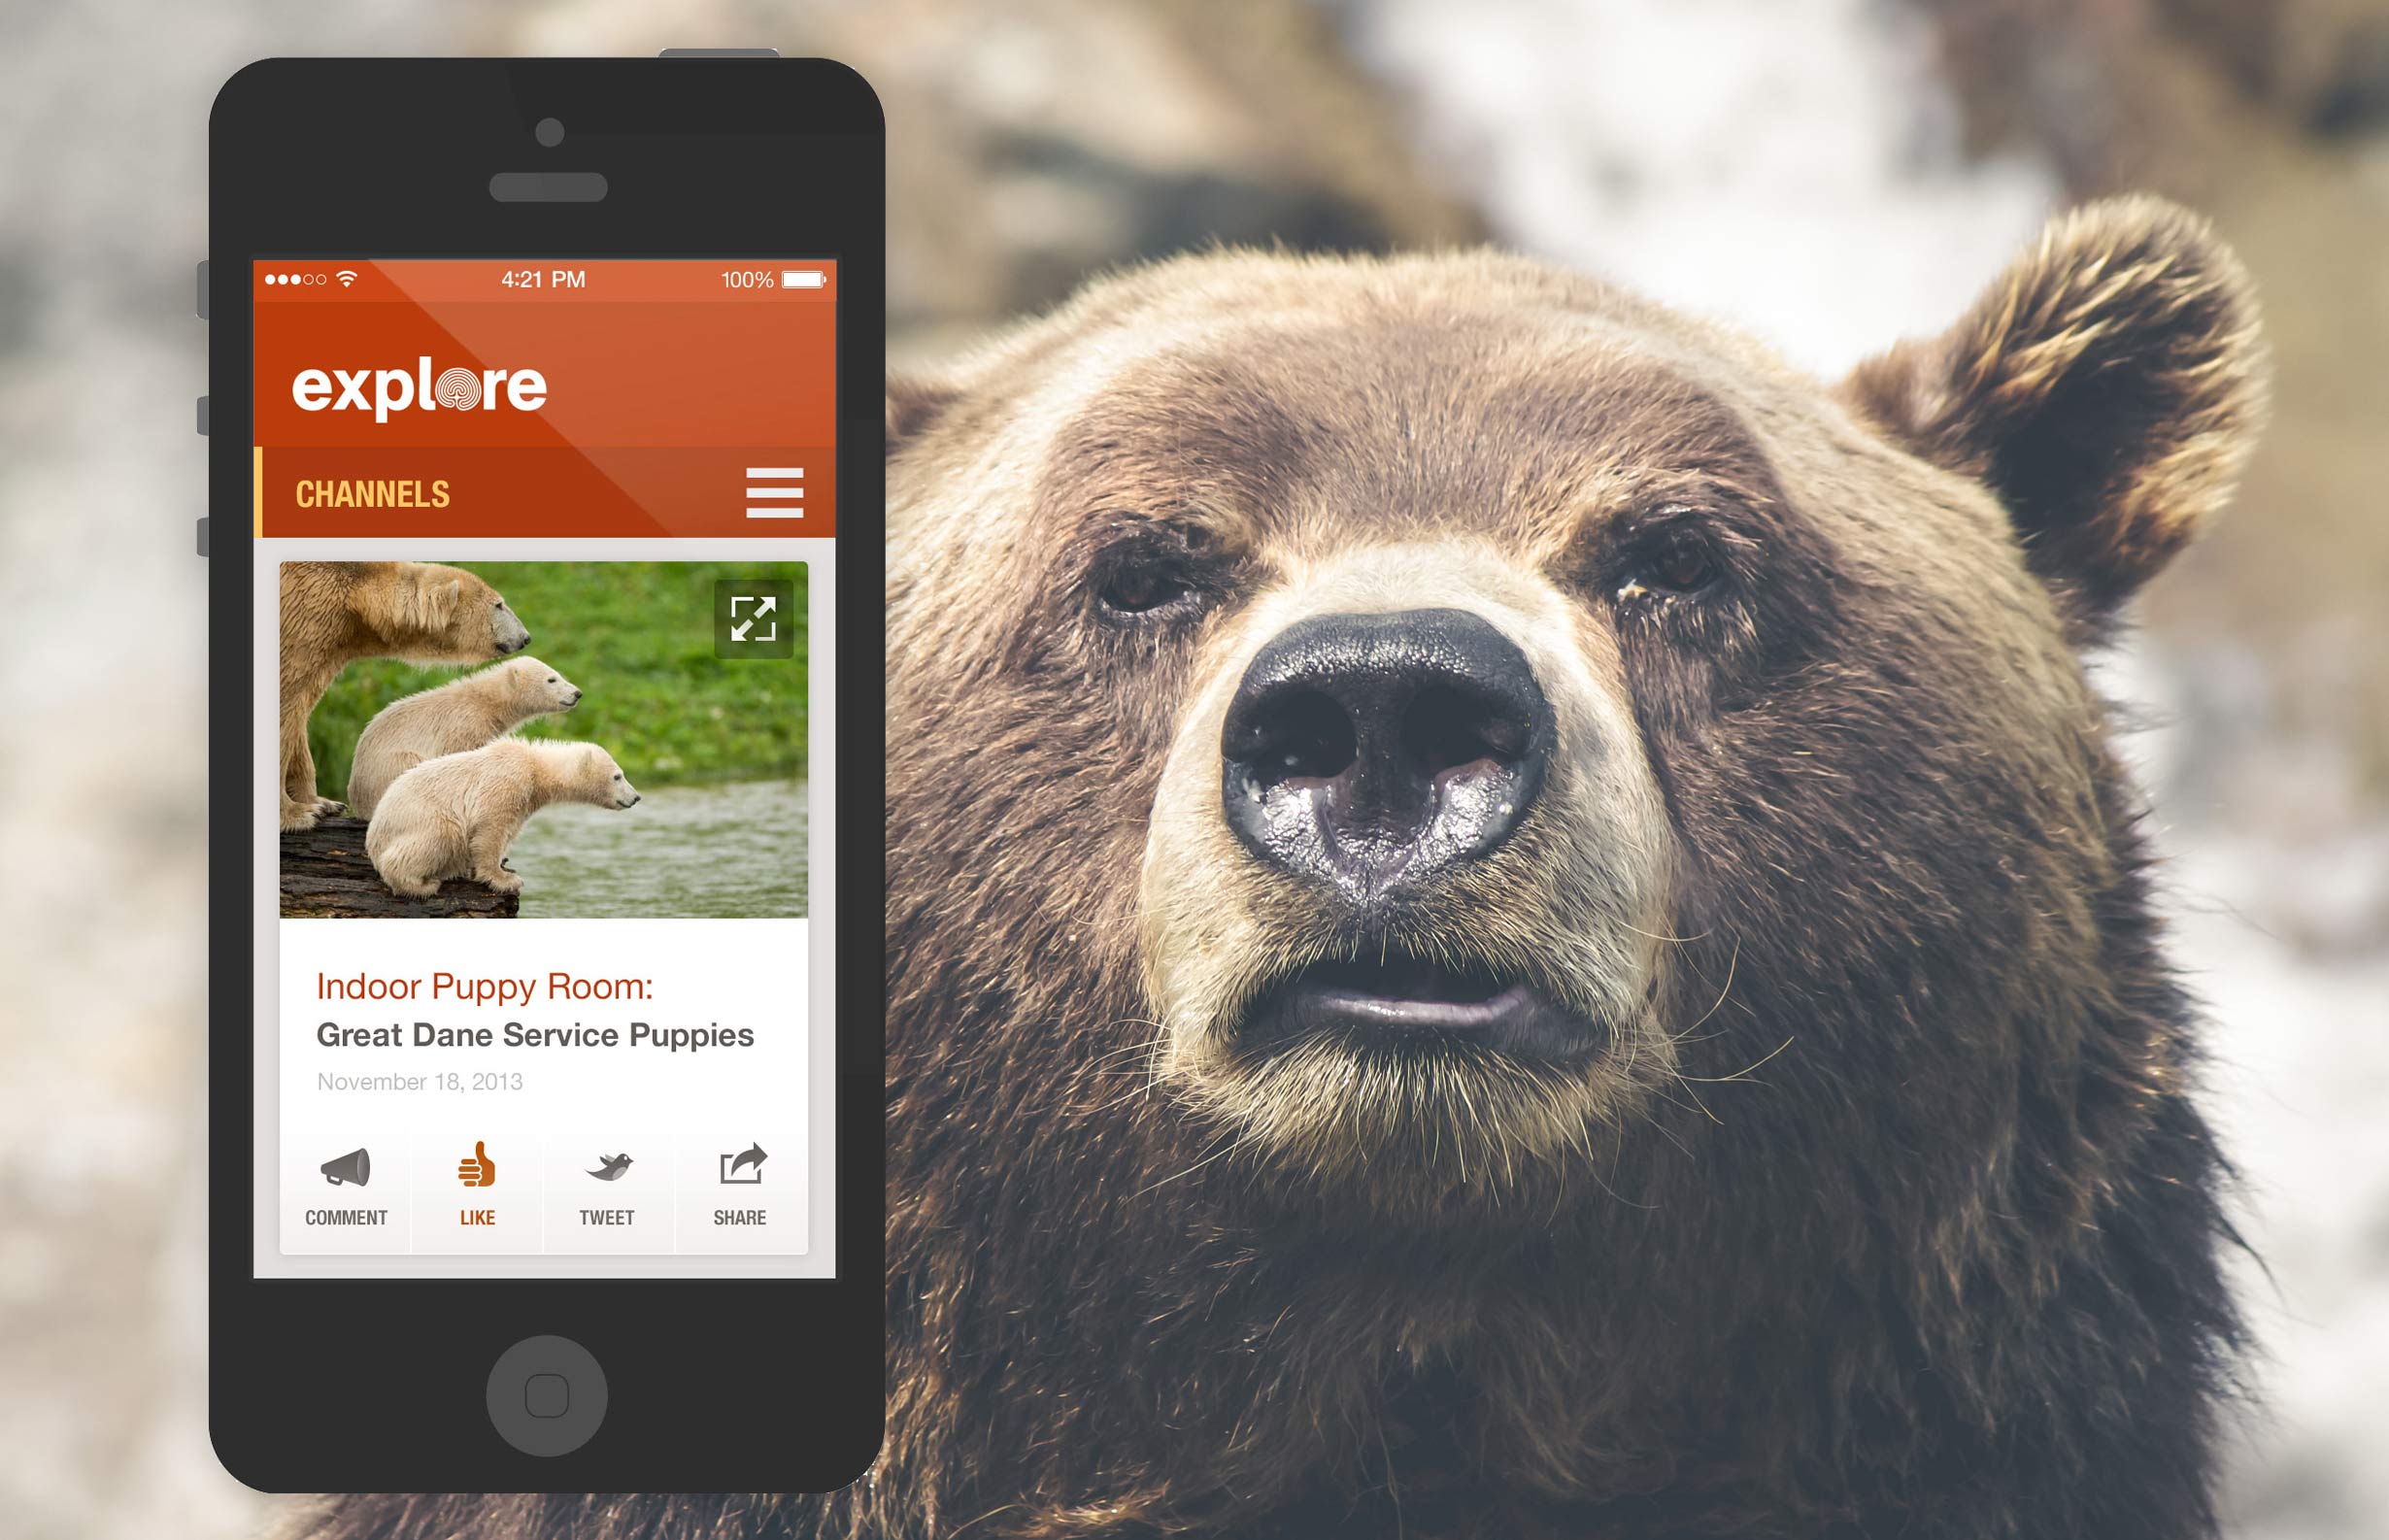 4:21 PM 100%
explore
CHANNELS
Indoor Puppy Room:
Great Dane Service Puppies
November 18, 2013
COMMENT LIKE TWEET SHARE